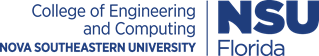 College of Engineering
and Computing
NOVA SOUTHEASTERN UNIVERSITY
NSU
Florida